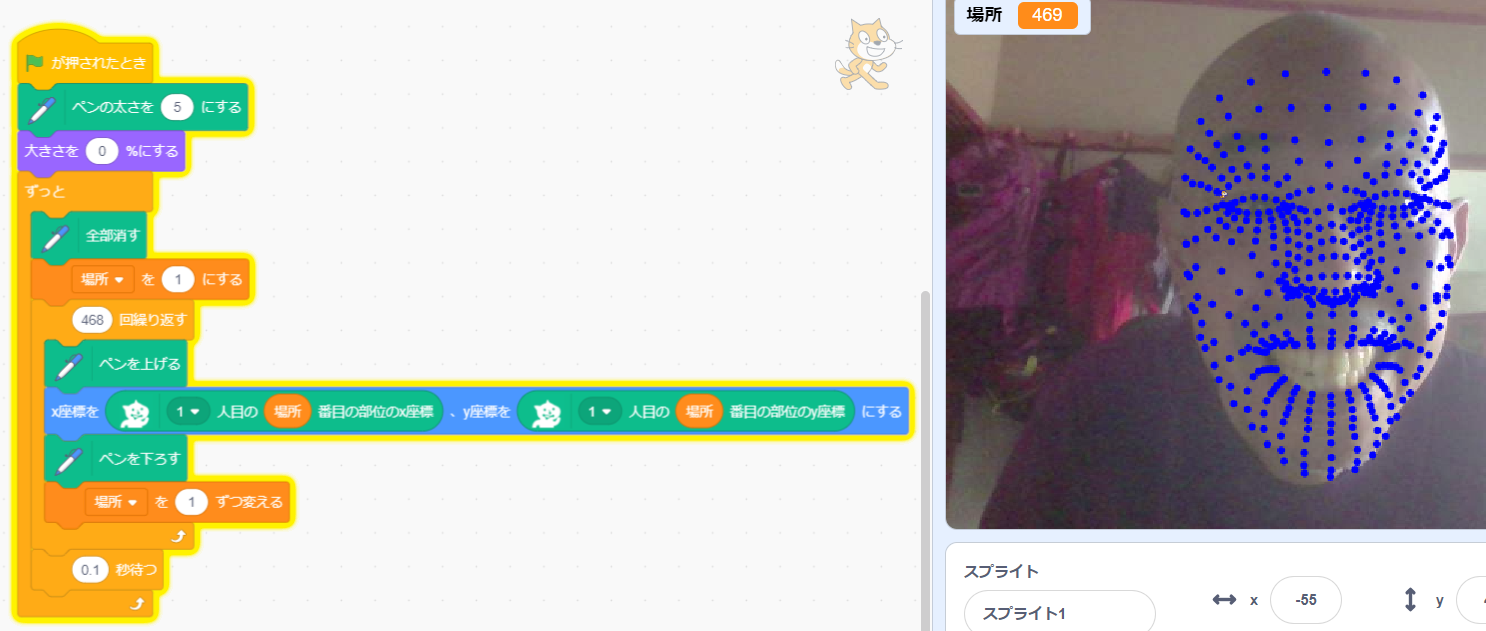 が押されたとき
ペンの太さを 5 にする
大きさを 0 %にする
ずっと
全部消す
場所 を 1 にする
468 回繰り返す
ペンを上げる
x座標を 1 人目の 場所 番目の部位のx座標 、y座標を 1 人目の 場所 番目の部位のy座標 にする
ペンを下ろす
場所 を 1 ずつ変える
0.1 秒待つ
場所 469
スプライト
スプライト1
x -55
y